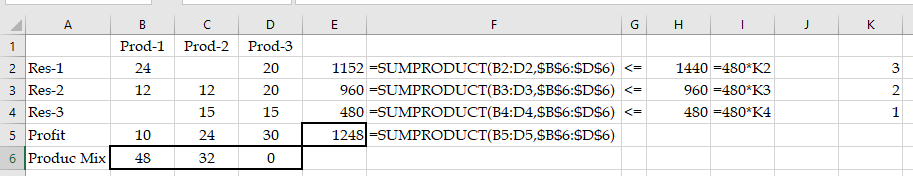 A B C D E F G H I J K
1 Prod-1 Prod-2 Prod-3
2 Res-1 24 20 1152 =SUMPRODUCT(B2:D2,$B$6:$D$6) <= 1440 =480*K2 3
3 Res-2 12 12 20 960 =SUMPRODUCT(B3:D3,$B$6:$D$6) <= 960 =480*K3 2
4 Res-3 15 15 480 =SUMPRODUCT(B4:D4,$B$6:$D$6) <= 480 =480*K4 1
5 Profit 10 24 30 1248 =SUMPRODUCT(B5:D5,$B$6:$D$6)
6 Produc Mix 48 32 0